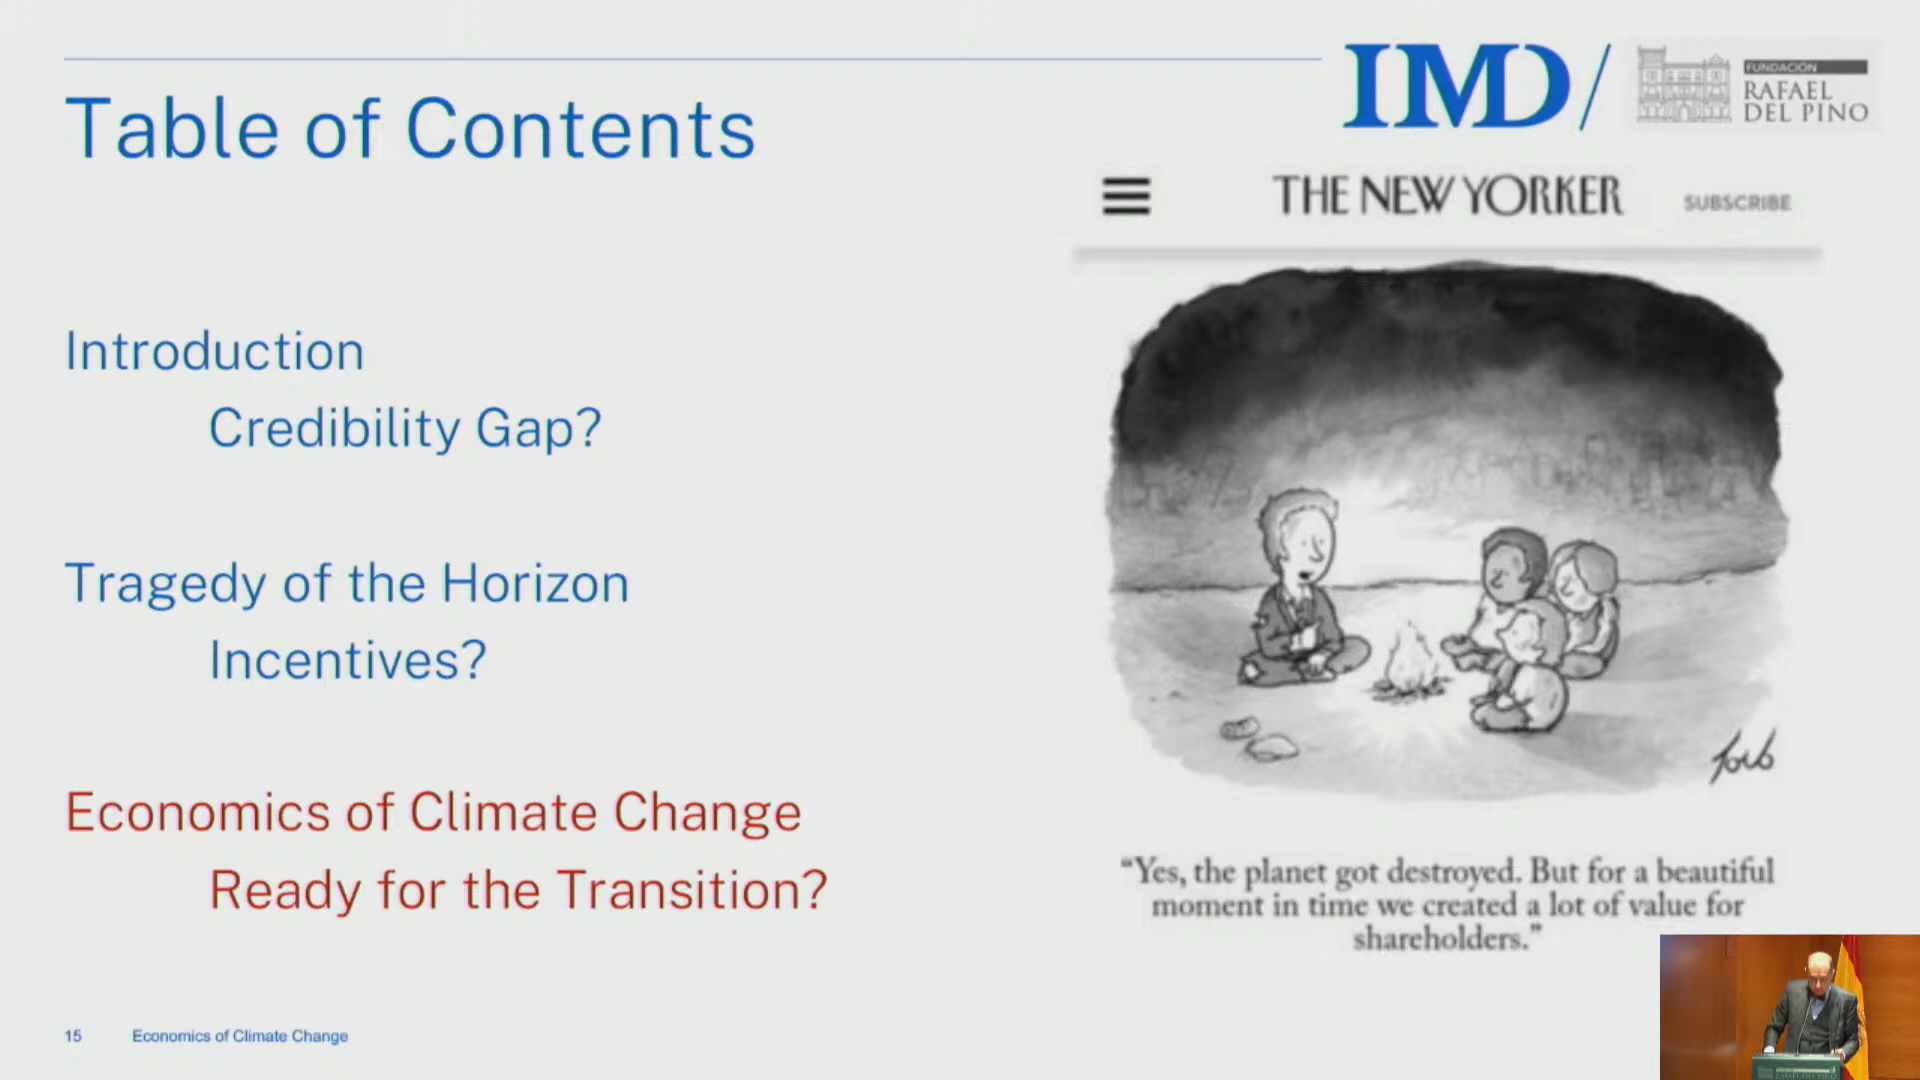 IMD
FUNDACIÓN
RAFAEL
DEL PINO
Table of Contents
THE NEW YORKER
SUBSCRIBE
Introduction
Credibility Gap?
Tragedy of the Horizon
Incentives?
Economics of Climate Change
Ready for the Transition?
“Yes, the planet got destroyed. But for a beautiful
moment in time we created a lot of value for
shareholders.”
15 Economics of Climate Change